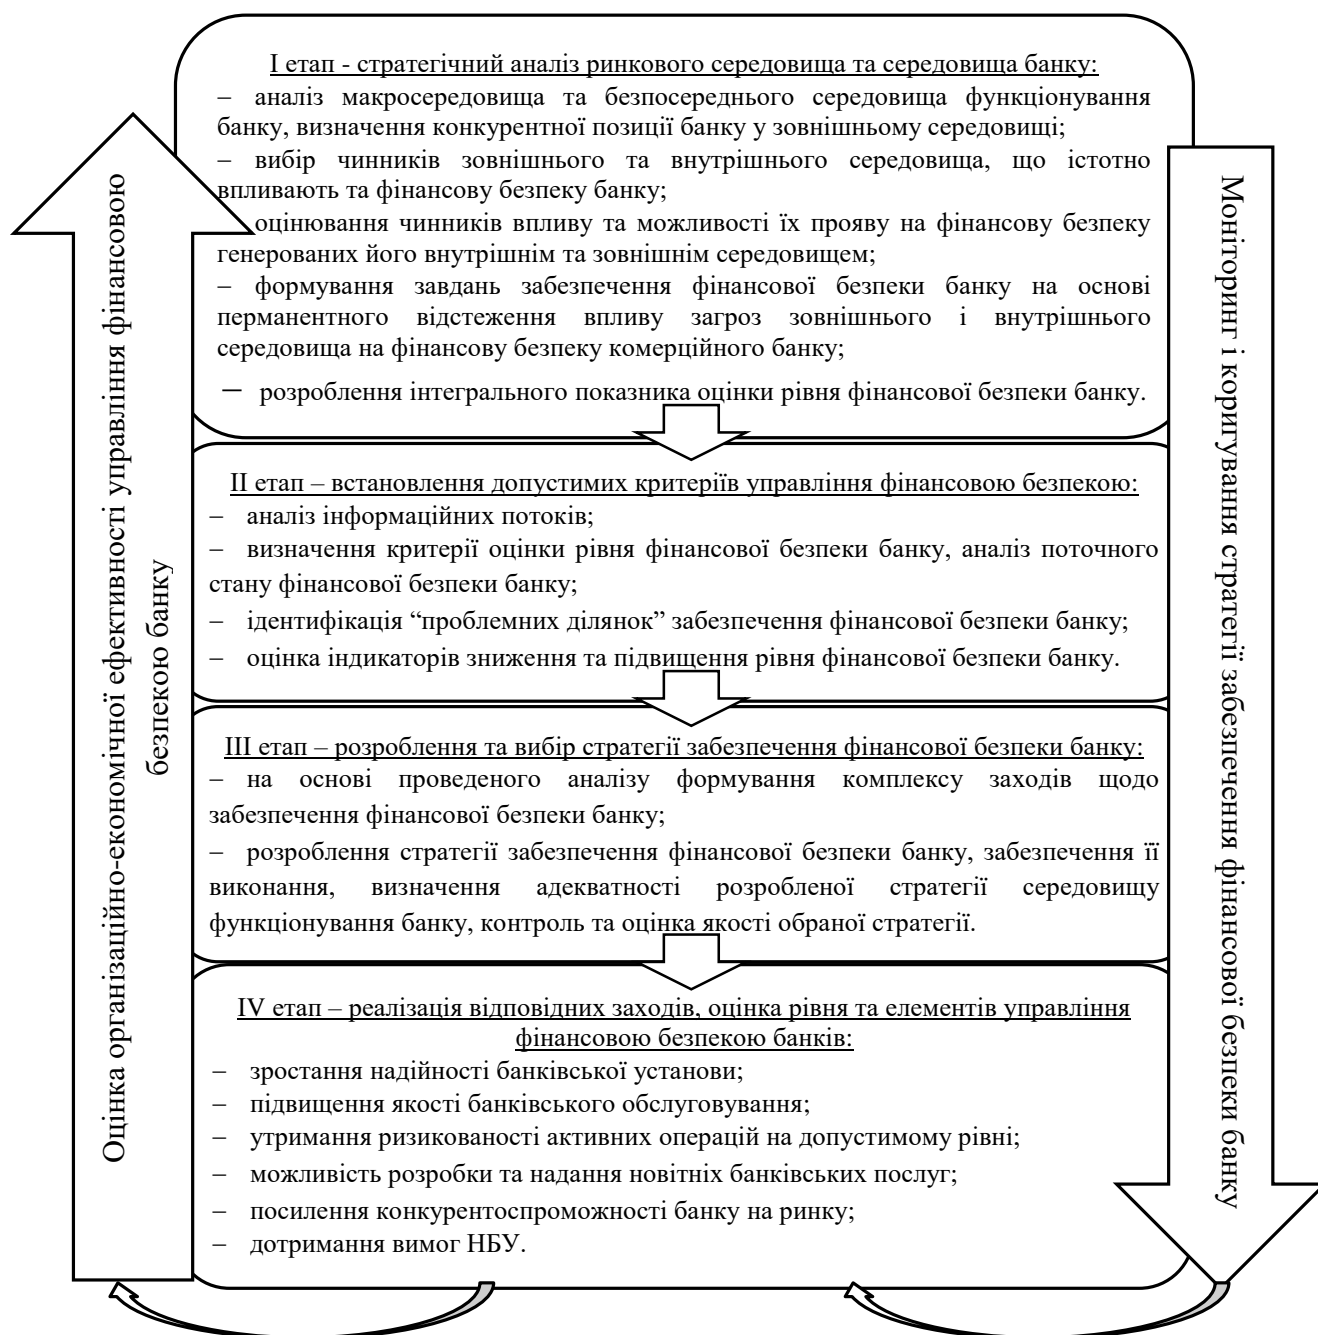 І етап - стратегічний аналіз ринкового середовища та середовища банку:
– аналіз макросередовища та безпосереднього середовища функціонування
банку, визначення конкурентної позиції банку у зовнішньому середовищі;
– вибір чинників зовнішнього та внутрішнього середовища, що істотно
впливають та фінансову безпеку банку;
оцінювання чинників впливу та можливості їх прояву на фінансову безпеку
генерованих його внутрішнім та зовнішнім середовищем;
– формування завдань забезпечення фінансової безпеки банку на основі
перманентного відстеження впливу загроз зовнішнього і внутрішнього
середовища на фінансову безпеку комерційного банку;
– розроблення інтегрального показника оцінки рівня фінансової безпеки банку.
ІІ етап – встановлення допустимих критеріїв управління фінансовою безпекою:
– аналіз інформаційних потоків;
– визначення критерії оцінки рівня фінансової безпеки банку, аналіз поточного
стану фінансової безпеки банку;
– ідентифікація “проблемних ділянок” забезпечення фінансової безпеки банку;
– оцінка індикаторів зниження та підвищення рівня фінансової безпеки банку.
ІІІ етап – розроблення та вибір стратегії забезпечення фінансової безпеки банку:
– на основі проведеного аналізу формування комплексу заходів щодо
забезпечення фінансової безпеки банку;
– розроблення стратегії забезпечення фінансової безпеки банку, забезпечення її
виконання, визначення адекватності розробленої стратегії середовищу
функціонування банку, контроль та оцінка якості обраної стратегії.
IV етап – реалізація відповідних заходів, оцінка рівня та елементів управління
фінансовою безпекою банків:
– зростання надійності банківської установи;
– підвищення якості банківського обслуговування;
– утримання ризикованості активних операцій на допустимому рівні;
– можливість розробки та надання новітніх банківських послуг;
– посилення конкурентоспроможності банку на ринку;
– дотримання вимог НБУ.
Оцінка організаційно-економічної ефективності управління фінансовою
безпекою банку
Моніторинг і коригування стратегії забезпечення фінансової безпеки банку